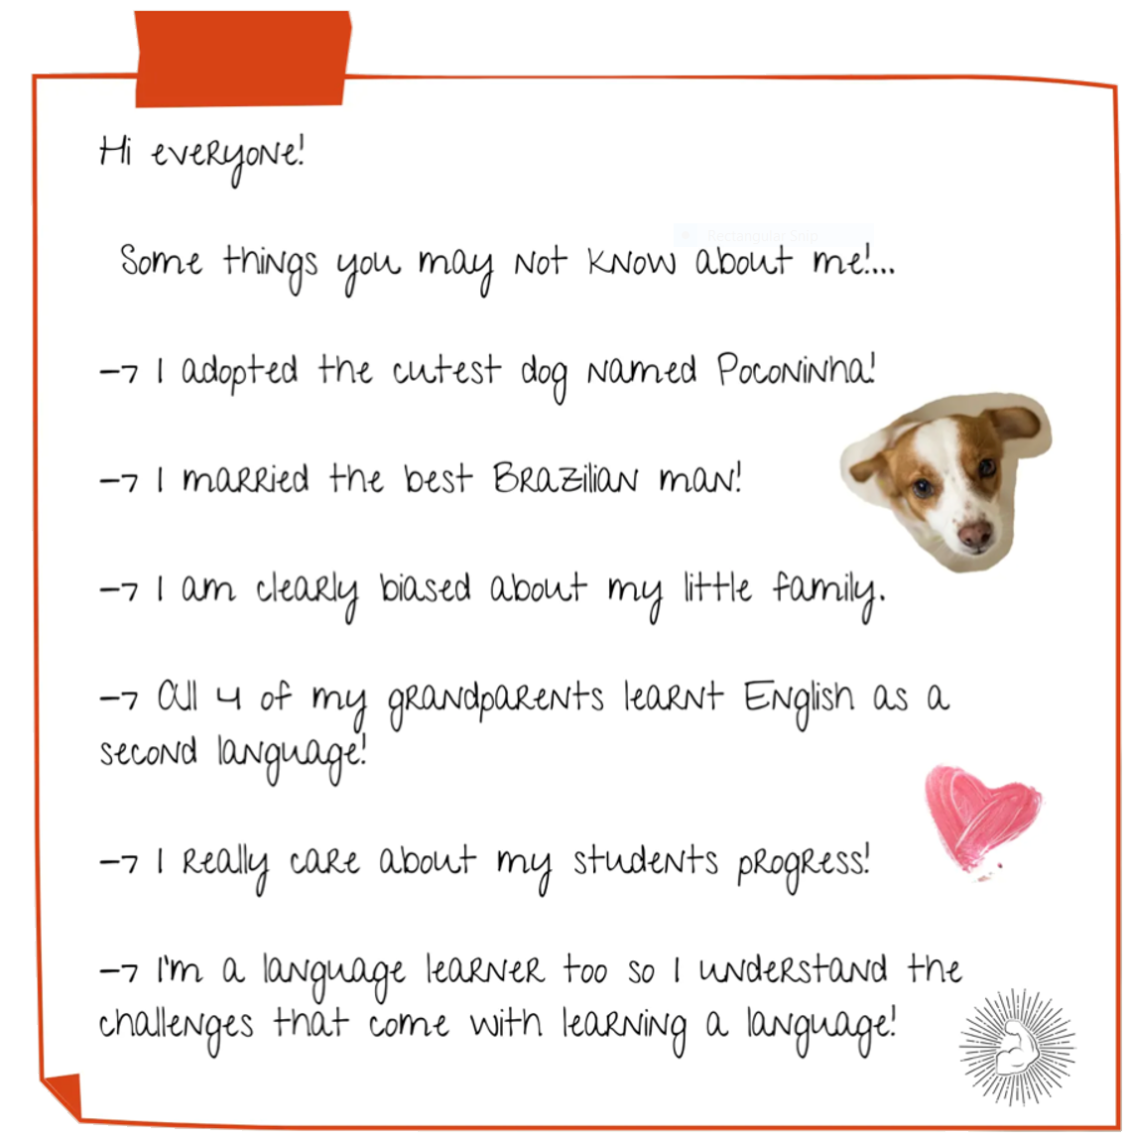 Hi everyone!
Rectangular Snip
Some things you may not know about me!...
→ I adopted the cutest dog named Poconinha!
→ I married the best Brazilian man!
→ I am clearly biased about my little family.
→ All 4 of my grandparents learnt English as a
second language!
→ I really care about my students progress!
→ I'm a language learner too so I understand the
challenges that come with learning a language!